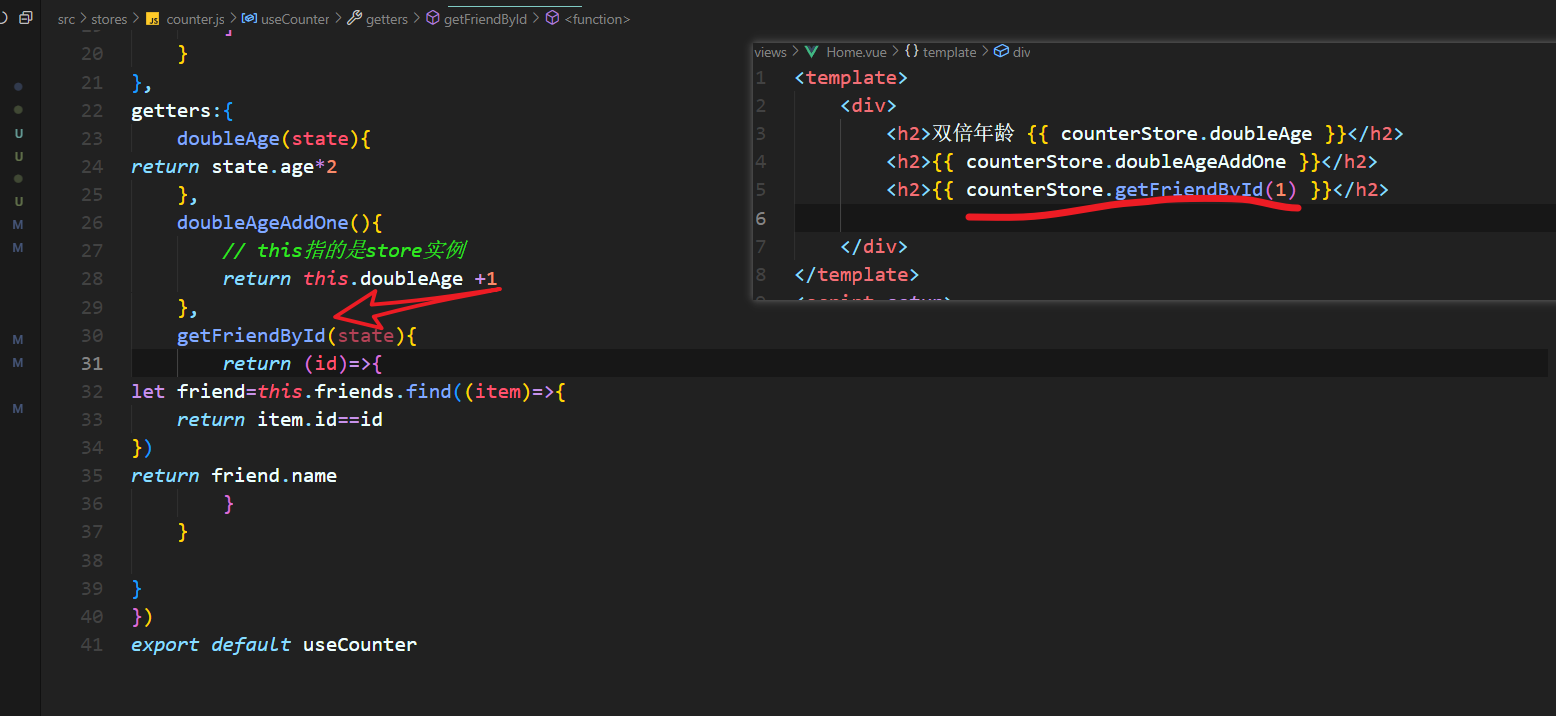 src > stores > JS counter.js > useCounter > getters > getFriendById > <function>
20 }
21 },
22 getters:{
23 doubleAge(state){
24 return state.age*2
25 },
26 doubleAgeAddOne(){
27 // this指的是store实例
28 return this.doubleAge +1
29 },
30 getFriendById(state){
31 return (id)=>{
32 let friend=this.friends.find((item)=>{
33 return item.id==id
34 })
35 return friend.name
36 }
37 }
38
39 }
40 })
41 export default useCounter
U
U
U
M
M
M
M
M
views > Home.vue > {} template > div
1 <template>
2 <div>
3 <h2>双倍年龄 {{ counterStore.doubleAge }}</h2>
4 <h2>{{ counterStore.doubleAgeAddOne }}</h2>
5 <h2>{{ counterStore.getFriendById(1) }}</h2>
6
7 </div>
8 </template>